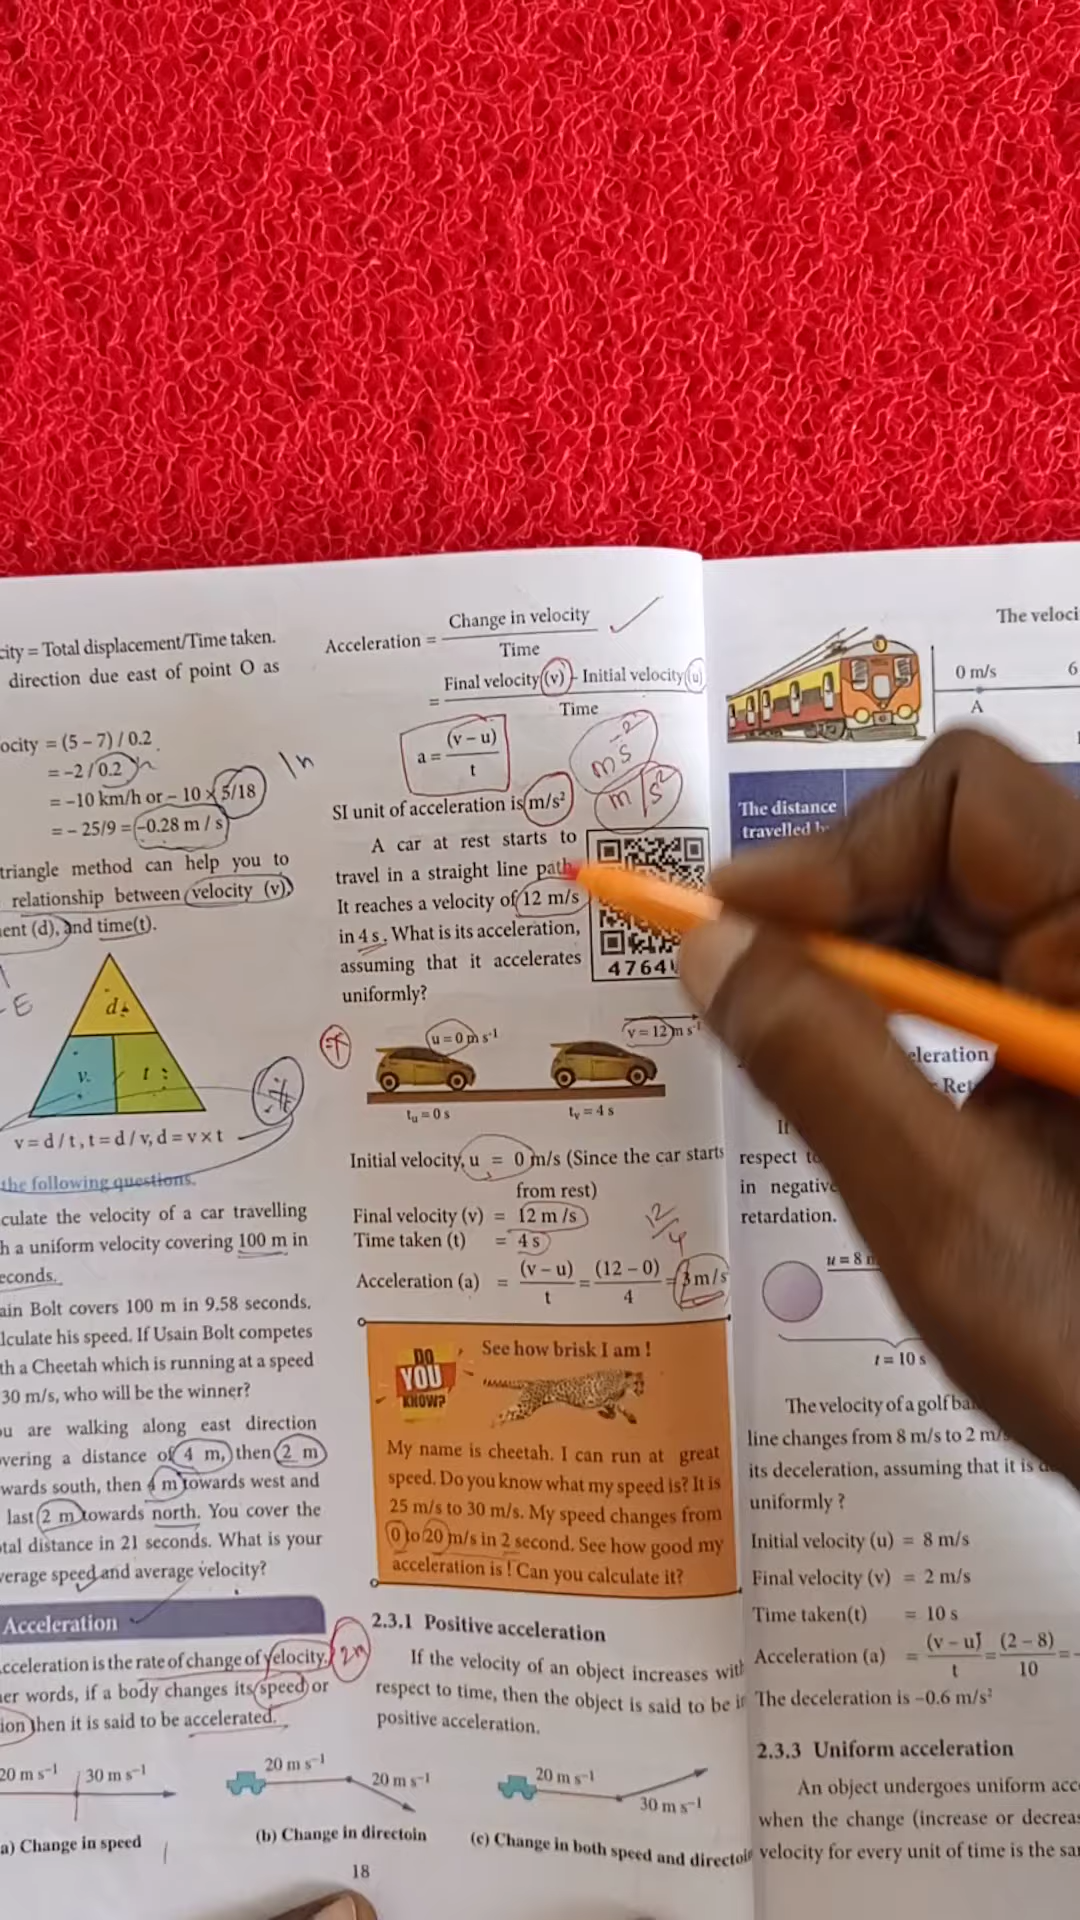 city = Total displacement/Time taken.
direction due east of point O as
ocity = (5 – 7) / 0.2
= –2 / 0.2 h
= –10 km/h or – 10 × 5/18
= – 25/9 = –0.28 m / s
triangle method can help you to
relationship between velocity (v),
ent (d), and time(t).
d
v. t
v = d / t , t = d / v, d = v × t
the following questions.
culate the velocity of a car travelling
h a uniform velocity covering 100 m in
econds.
ain Bolt covers 100 m in 9.58 seconds.
lculate his speed. If Usain Bolt competes
th a Cheetah which is running at a speed
30 m/s, who will be the winner?
ou are walking along east direction
vering a distance of 4 m, then 2 m
wards south, then 4 m towards west and
last 2 m towards north. You cover the
tal distance in 21 seconds. What is your
verage speed and average velocity?
Acceleration
cceleration is the rate of change of velocity.
er words, if a body changes its speed or
ion then it is said to be accelerated.
20 m s⁻¹ 30 m s⁻¹
a) Change in speed
20 m s⁻¹
20 m s⁻¹
(b) Change in directoin
20 m s⁻¹
30 m s⁻¹
(c) Change in both speed and directoin
18
Acceleration = Change in velocity
Time
= Final velocity (v) – Initial velocity (u)
Time
a = (v – u)
t
ms⁻²
m/s²
SI unit of acceleration is m/s²
A car at rest starts to
travel in a straight line path.
It reaches a velocity of 12 m/s
in 4 s. What is its acceleration,
assuming that it accelerates
uniformly?
4764
u = 0 m s⁻¹
v = 12 m s⁻¹
tᵤ = 0 s
tᵥ = 4 s
Initial velocity, u = 0 m/s (Since the car starts
from rest)
Final velocity (v) = 12 m /s
Time taken (t) = 4 s
12/4
Acceleration (a) = (v – u) = (12 – 0) = 3 m/s
t 4
DO
YOU
KNOW?
See how brisk I am !
My name is cheetah. I can run at great
speed. Do you know what my speed is? It is
25 m/s to 30 m/s. My speed changes from
0 to 20 m/s in 2 second. See how good my
acceleration is ! Can you calculate it?
2.3.1 Positive acceleration
If the velocity of an object increases with
respect to time, then the object is said to be in
positive acceleration.
The veloci
0 m/s 6
A
The distance
travelled
eleration
Ret
If
respect to
in negative
retardation.
u = 8
t = 10 s
The velocity of a golf ba
line changes from 8 m/s to 2 m/s
its deceleration, assuming that it is
uniformly ?
Initial velocity (u) = 8 m/s
Final velocity (v) = 2 m/s
Time taken(t) = 10 s
Acceleration (a) = (v – u) = (2 – 8) = –
t 10
The deceleration is –0.6 m/s²
2.3.3 Uniform acceleration
An object undergoes uniform acc
when the change (increase or decrea
velocity for every unit of time is the sa